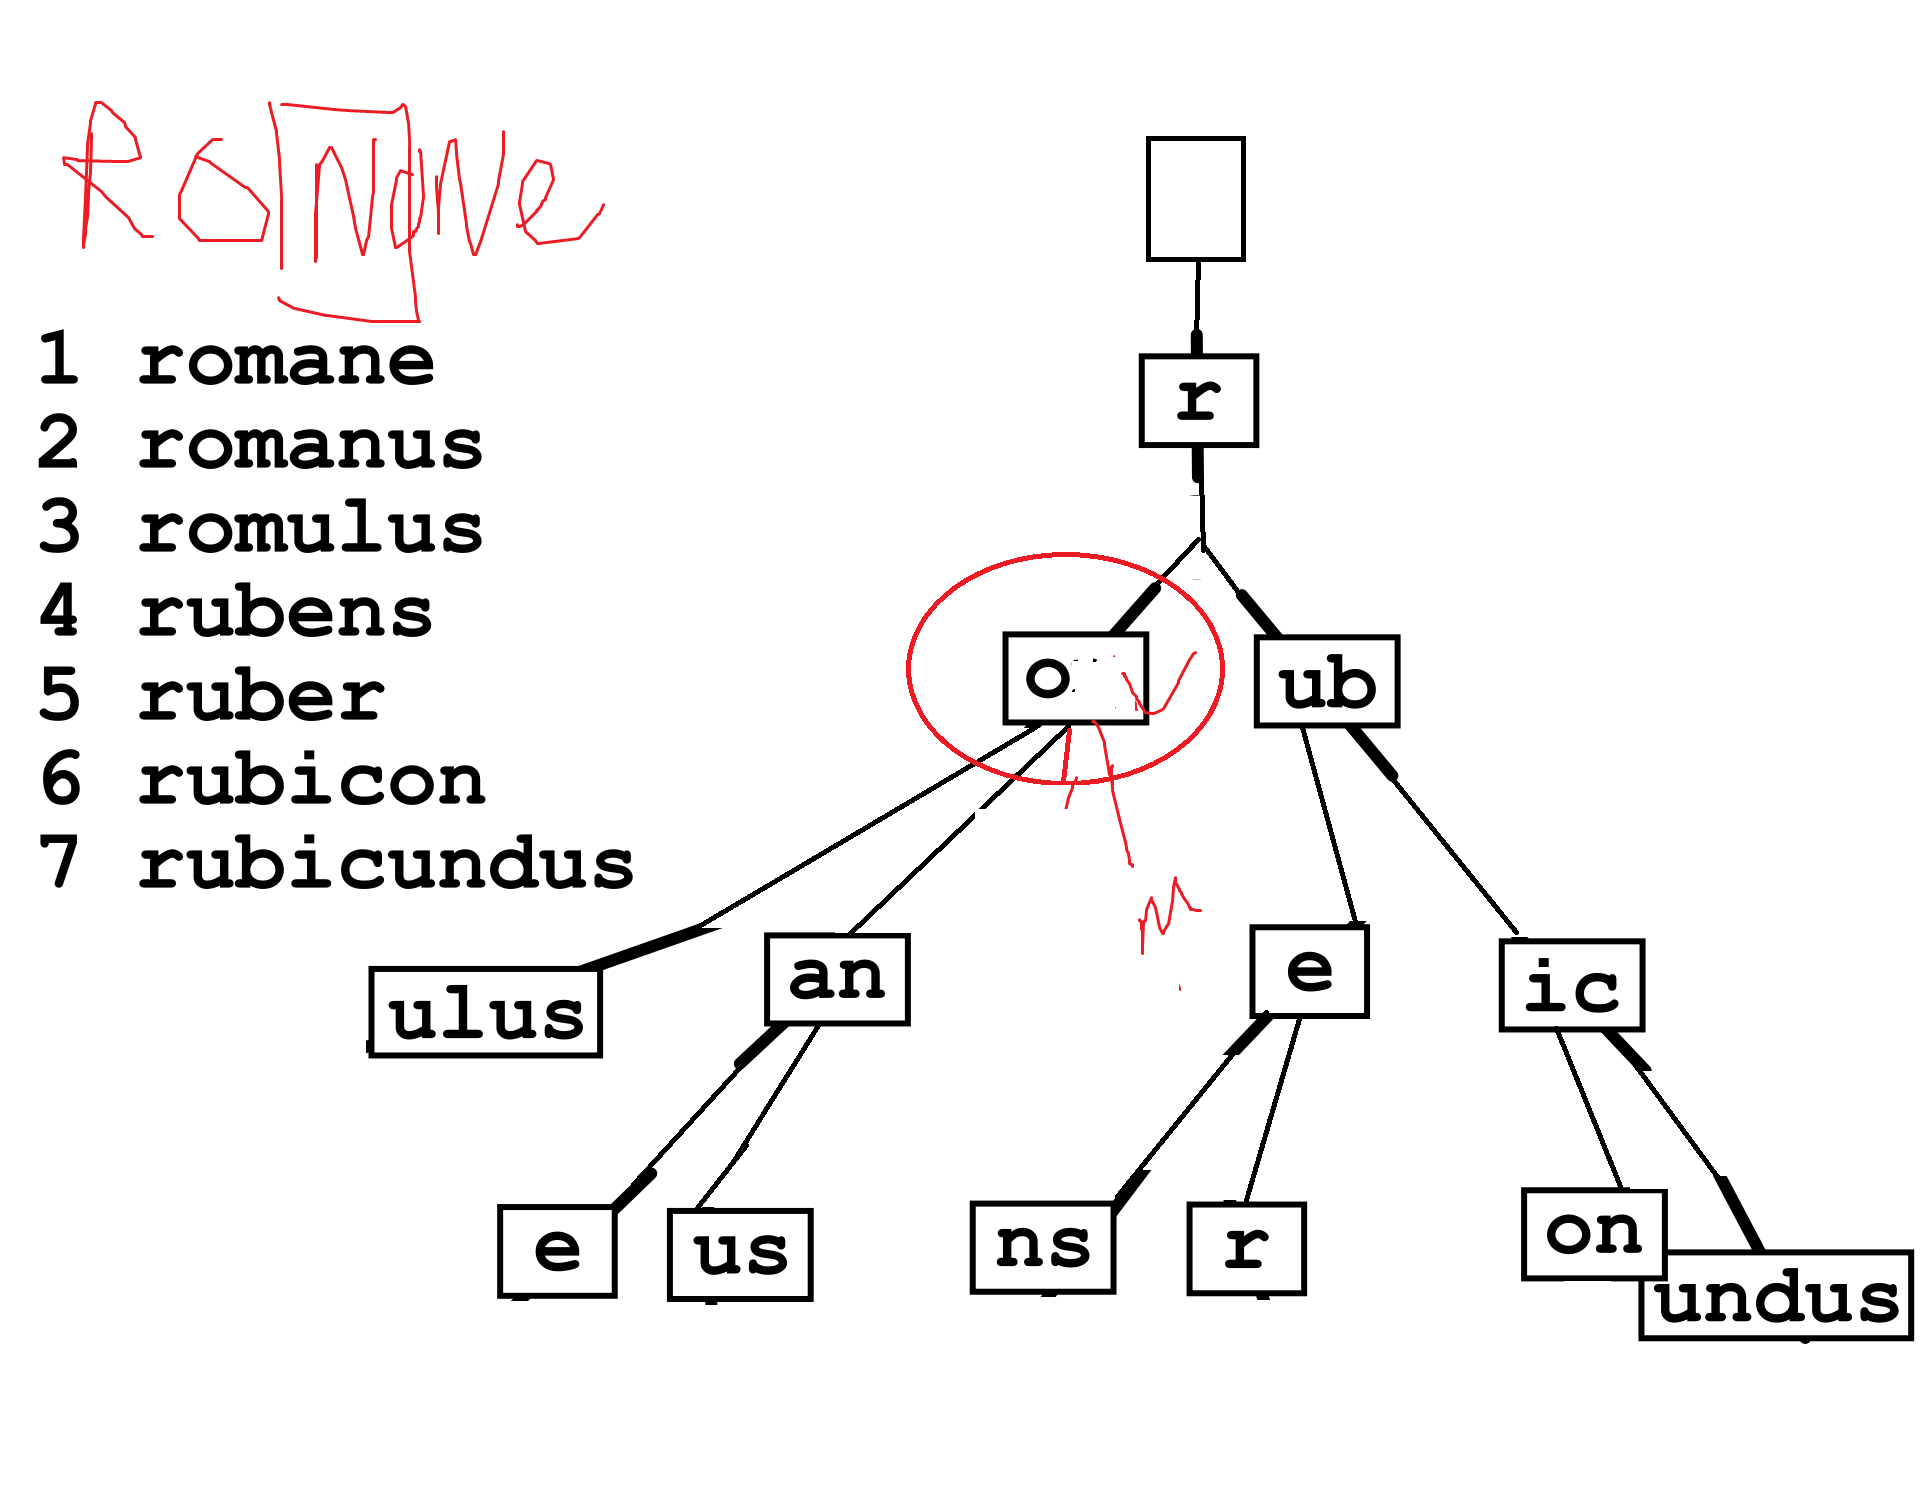 RoMaNe
1 romane
2 romanus
3 romulus
4 rubens
5 ruber
6 rubicon
7 rubicundus
r
o
ub
m
ulus
an
e
ic
e
us
ns
r
on
undus